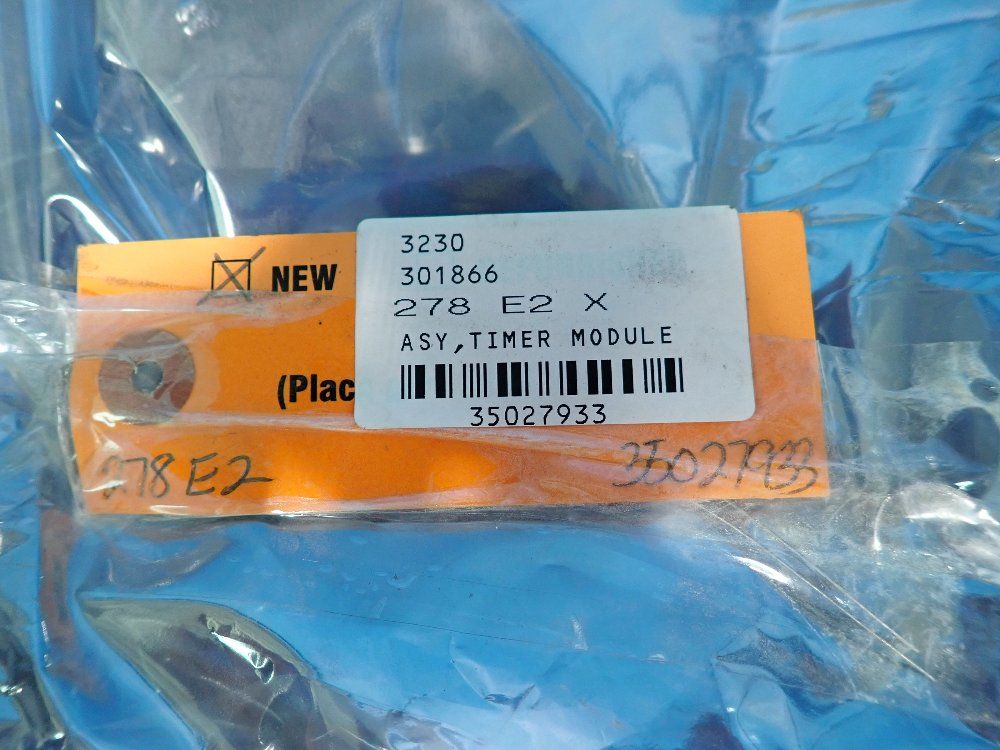 NEW
(Plac
3230
301866
278 E2 X
ASY,TIMER MODULE
35027933
278 E2
35027933